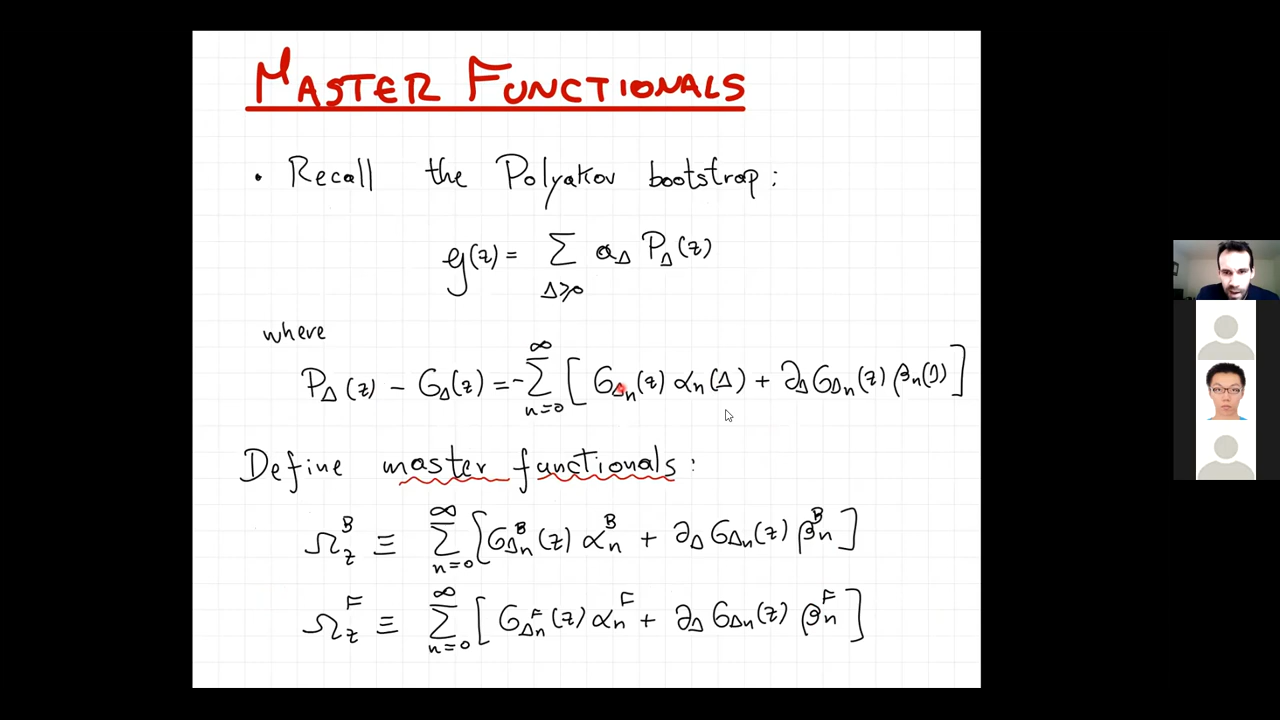 MASTER FUNCTIONALS
• Recall the Polyakov bootstrap:
G(z) = Σ_{Δ≥0} a_Δ P_Δ(z)
where
P_Δ(z) - G_Δ(z) = -Σ_{n=0}^{∞} [G_{Δ_n}(z) α_n(Δ) + ∂_Δ G_{Δ_n}(z) β_n(Δ)]
Define master functionals:
Ω_z^B ≡ Σ_{n=0}^{∞} [G_{Δ_n^B}(z) α_n^B + ∂_Δ G_{Δ_n}(z) β_n^B]
Ω_z^F ≡ Σ_{n=0}^{∞} [G_{Δ_n^F}(z) α_n^F + ∂_Δ G_{Δ_n}(z) β_n^F]